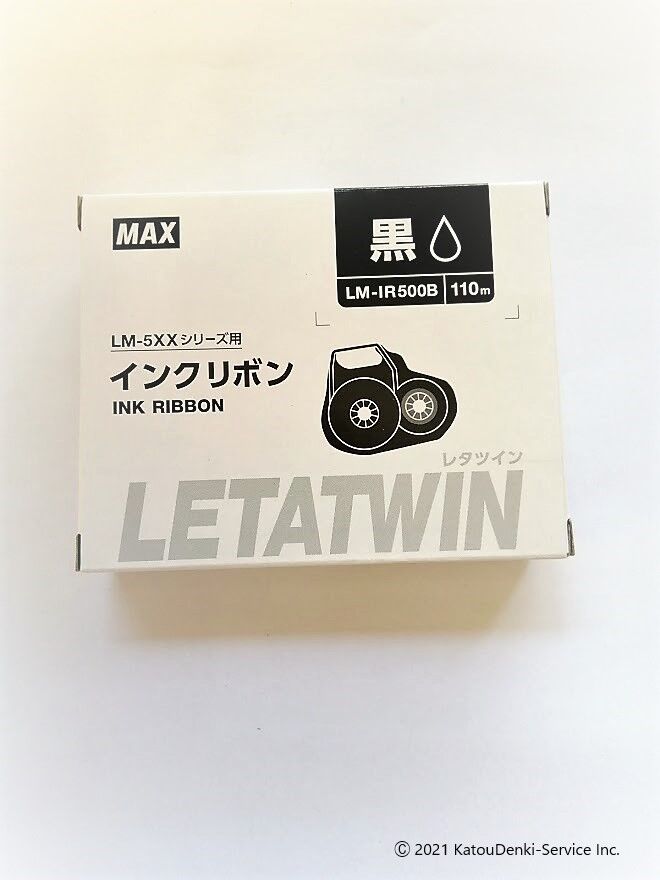 MAX
黒
LM-IR500B 110m
LM-5XXシリーズ用
インクリボン
INK RIBBON
レタツイン
LETATWIN
© 2021 KatouDenki-Service Inc.